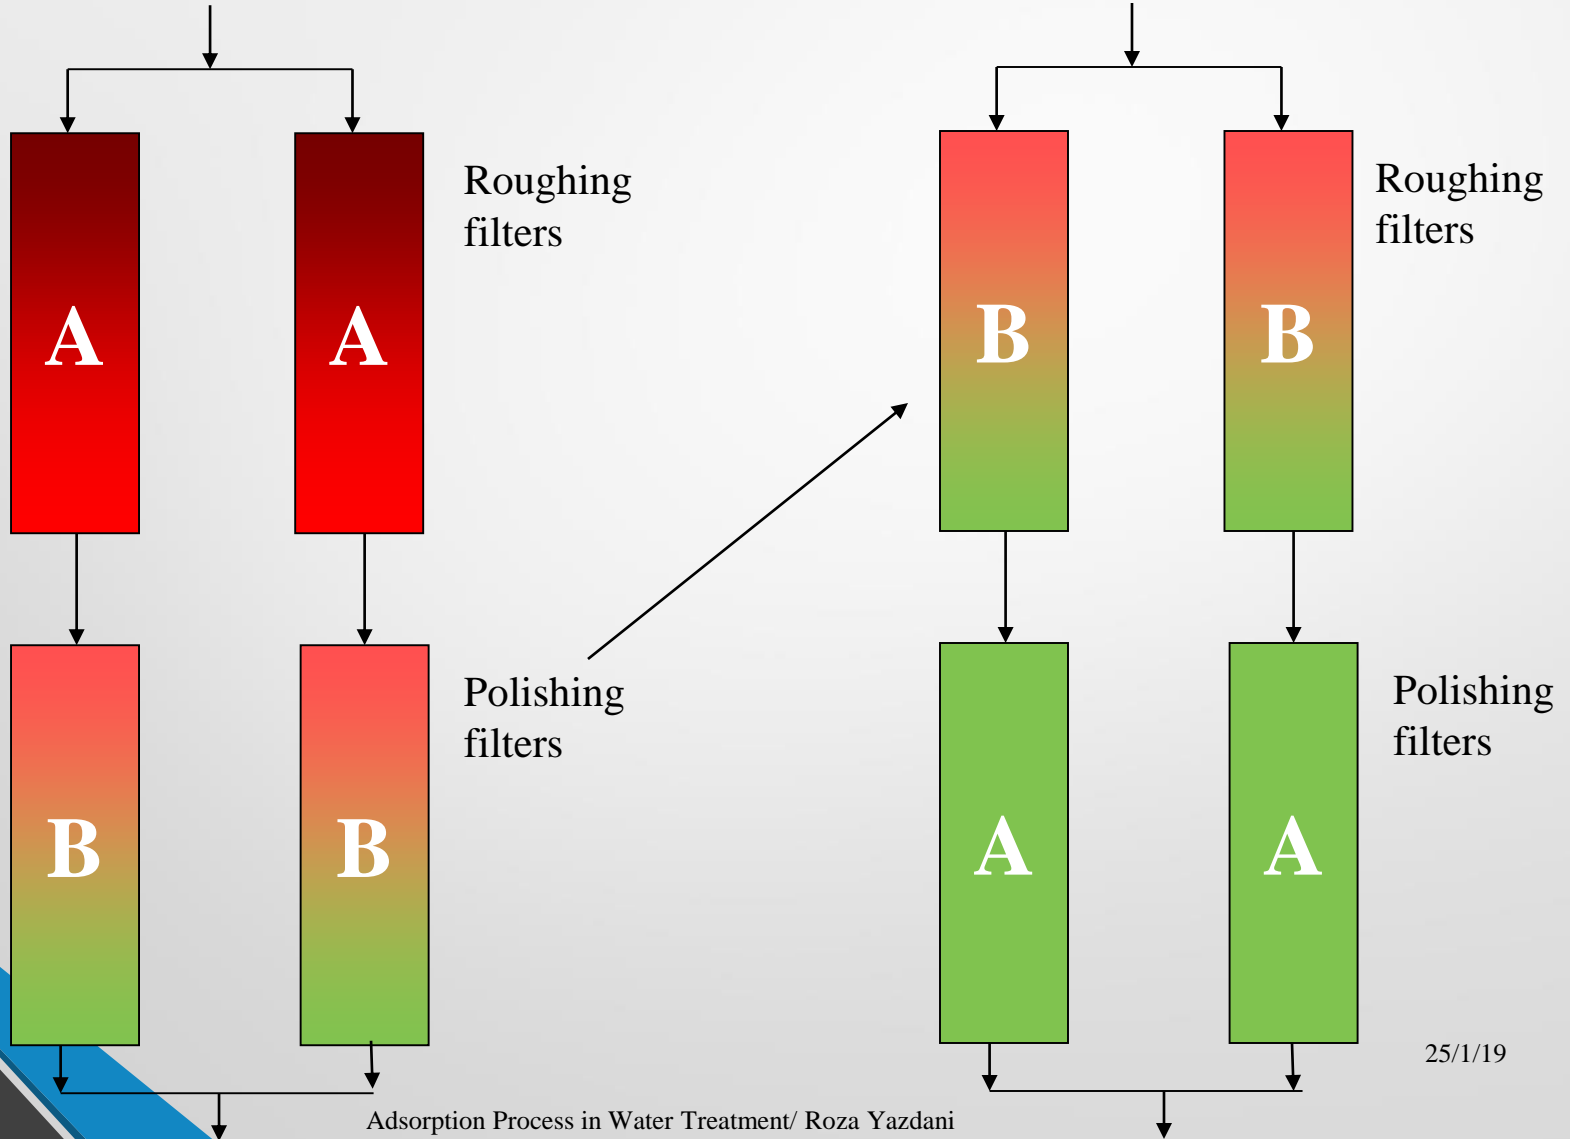 A
A
Roughing
filters
B
B
Roughing
filters
B
B
Polishing
filters
A
A
Polishing
filters
25/1/19
Adsorption Process in Water Treatment/ Roza Yazdani